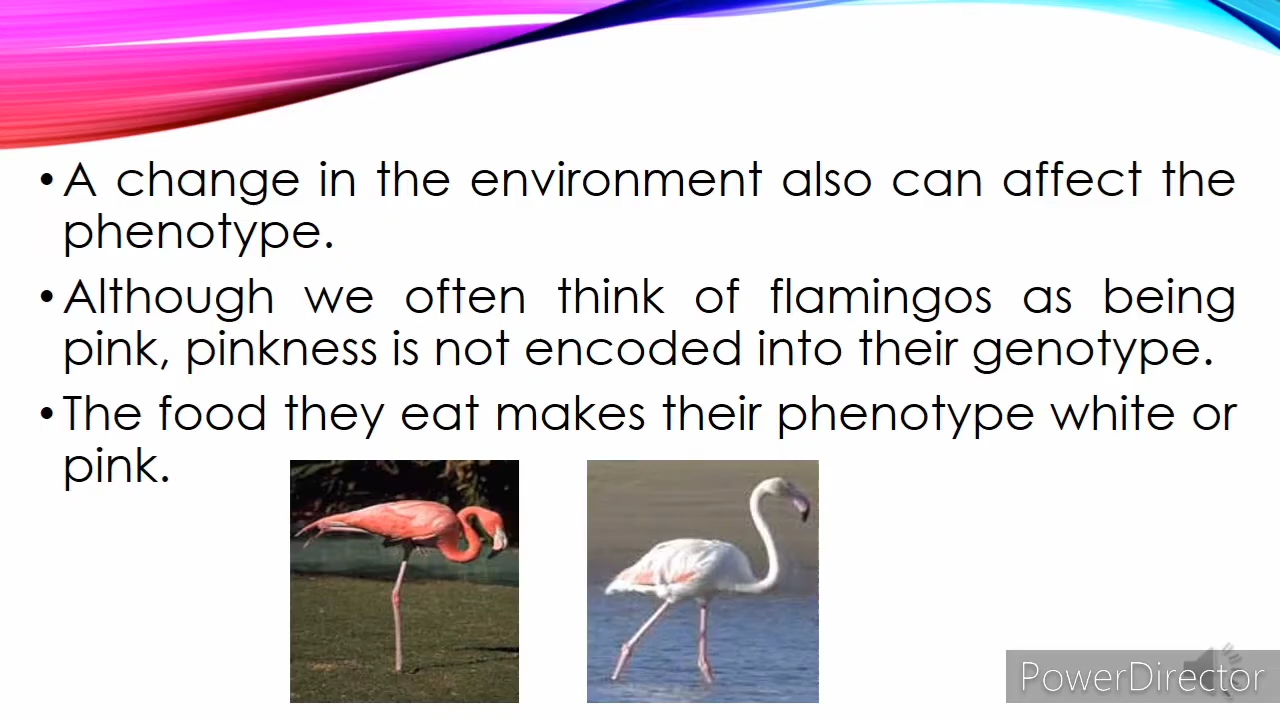 • A change in the environment also can affect the
phenotype.
• Although we often think of flamingos as being
pink, pinkness is not encoded into their genotype.
• The food they eat makes their phenotype white or
pink.
PowerDirector